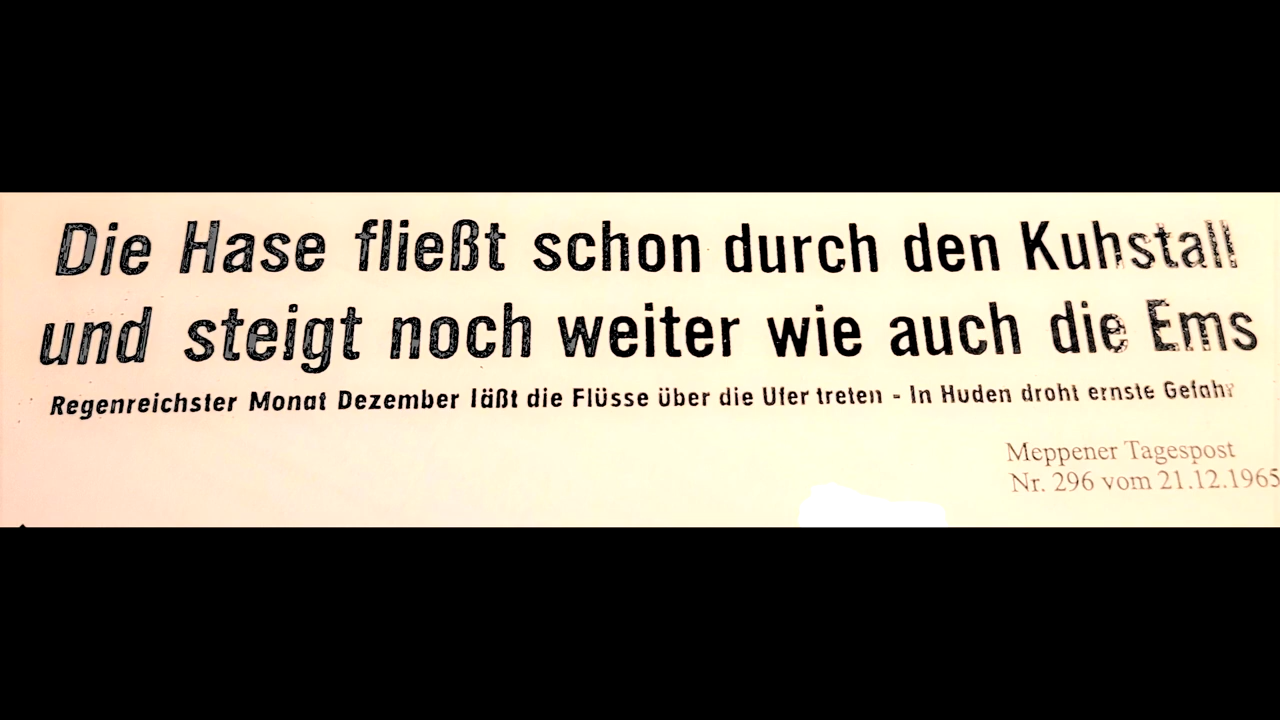 Die Hase fließt schon durch den Kuhstall
und steigt noch weiter wie auch die Ems
Regenreichster Monat Dezember läßt die Flüsse über die Ufer treten - In Huden droht ernste Gefahr
Meppener Tagespost
Nr. 296 vom 21.12.1965